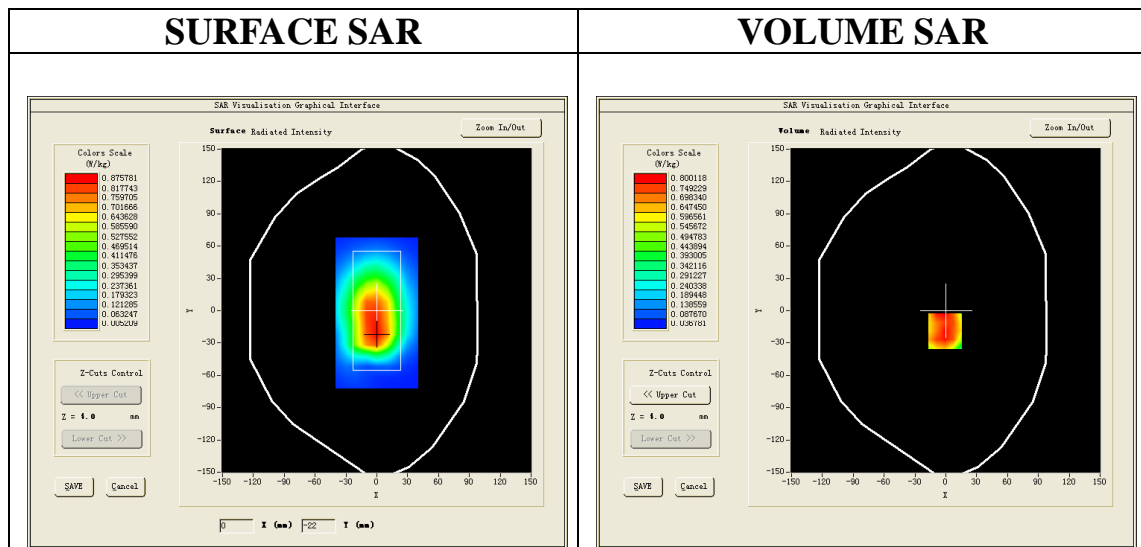 SURFACE SAR
VOLUME SAR
SAR Visualisation Graphical Interface
Surface Radiated Intensity
Zoom In/Out
Colors Scale
(W/kg)
0.875781
0.817743
0.759705
0.701666
0.643628
0.585590
0.527552
0.469514
0.411476
0.353437
0.295399
0.237361
0.179323
0.121285
0.063247
0.005209
150
120
90
60
30
0
-30
-60
-90
-120
-150
Y
-150 -120 -90 -60 -30 0 30 60 90 120 150
X
Z-Cuts Control
<< Upper Cut
Z = 4.0 mm
Lower Cut >>
SAVE Cancel
0 X (mm) -22 Y (mm)
SAR Visualisation Graphical Interface
Volume Radiated Intensity
Zoom In/Out
Colors Scale
(W/kg)
0.800118
0.749229
0.698340
0.647450
0.596561
0.545672
0.494783
0.443894
0.393005
0.342116
0.291227
0.240338
0.189448
0.138559
0.087670
0.036781
150
120
90
60
30
0
-30
-60
-90
-120
-150
Y
-150 -120 -90 -60 -30 0 30 60 90 120 150
X
Z-Cuts Control
<< Upper Cut
Z = 4.0 mm
Lower Cut >>
SAVE Cancel